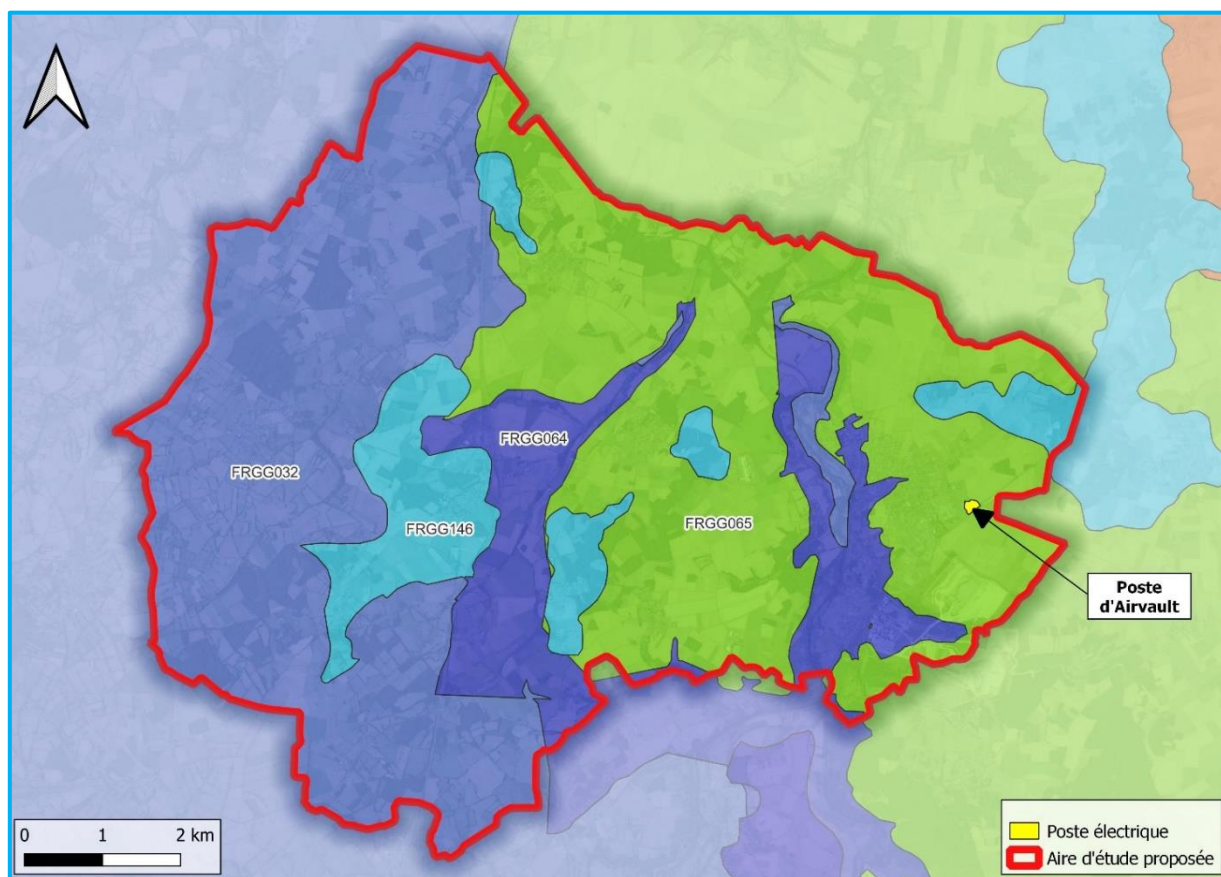 FRGG064
FRGG032
FRGG146
FRGG065
Poste
d'Airvault
0 1 2 km
Poste électrique
Aire d'étude proposée